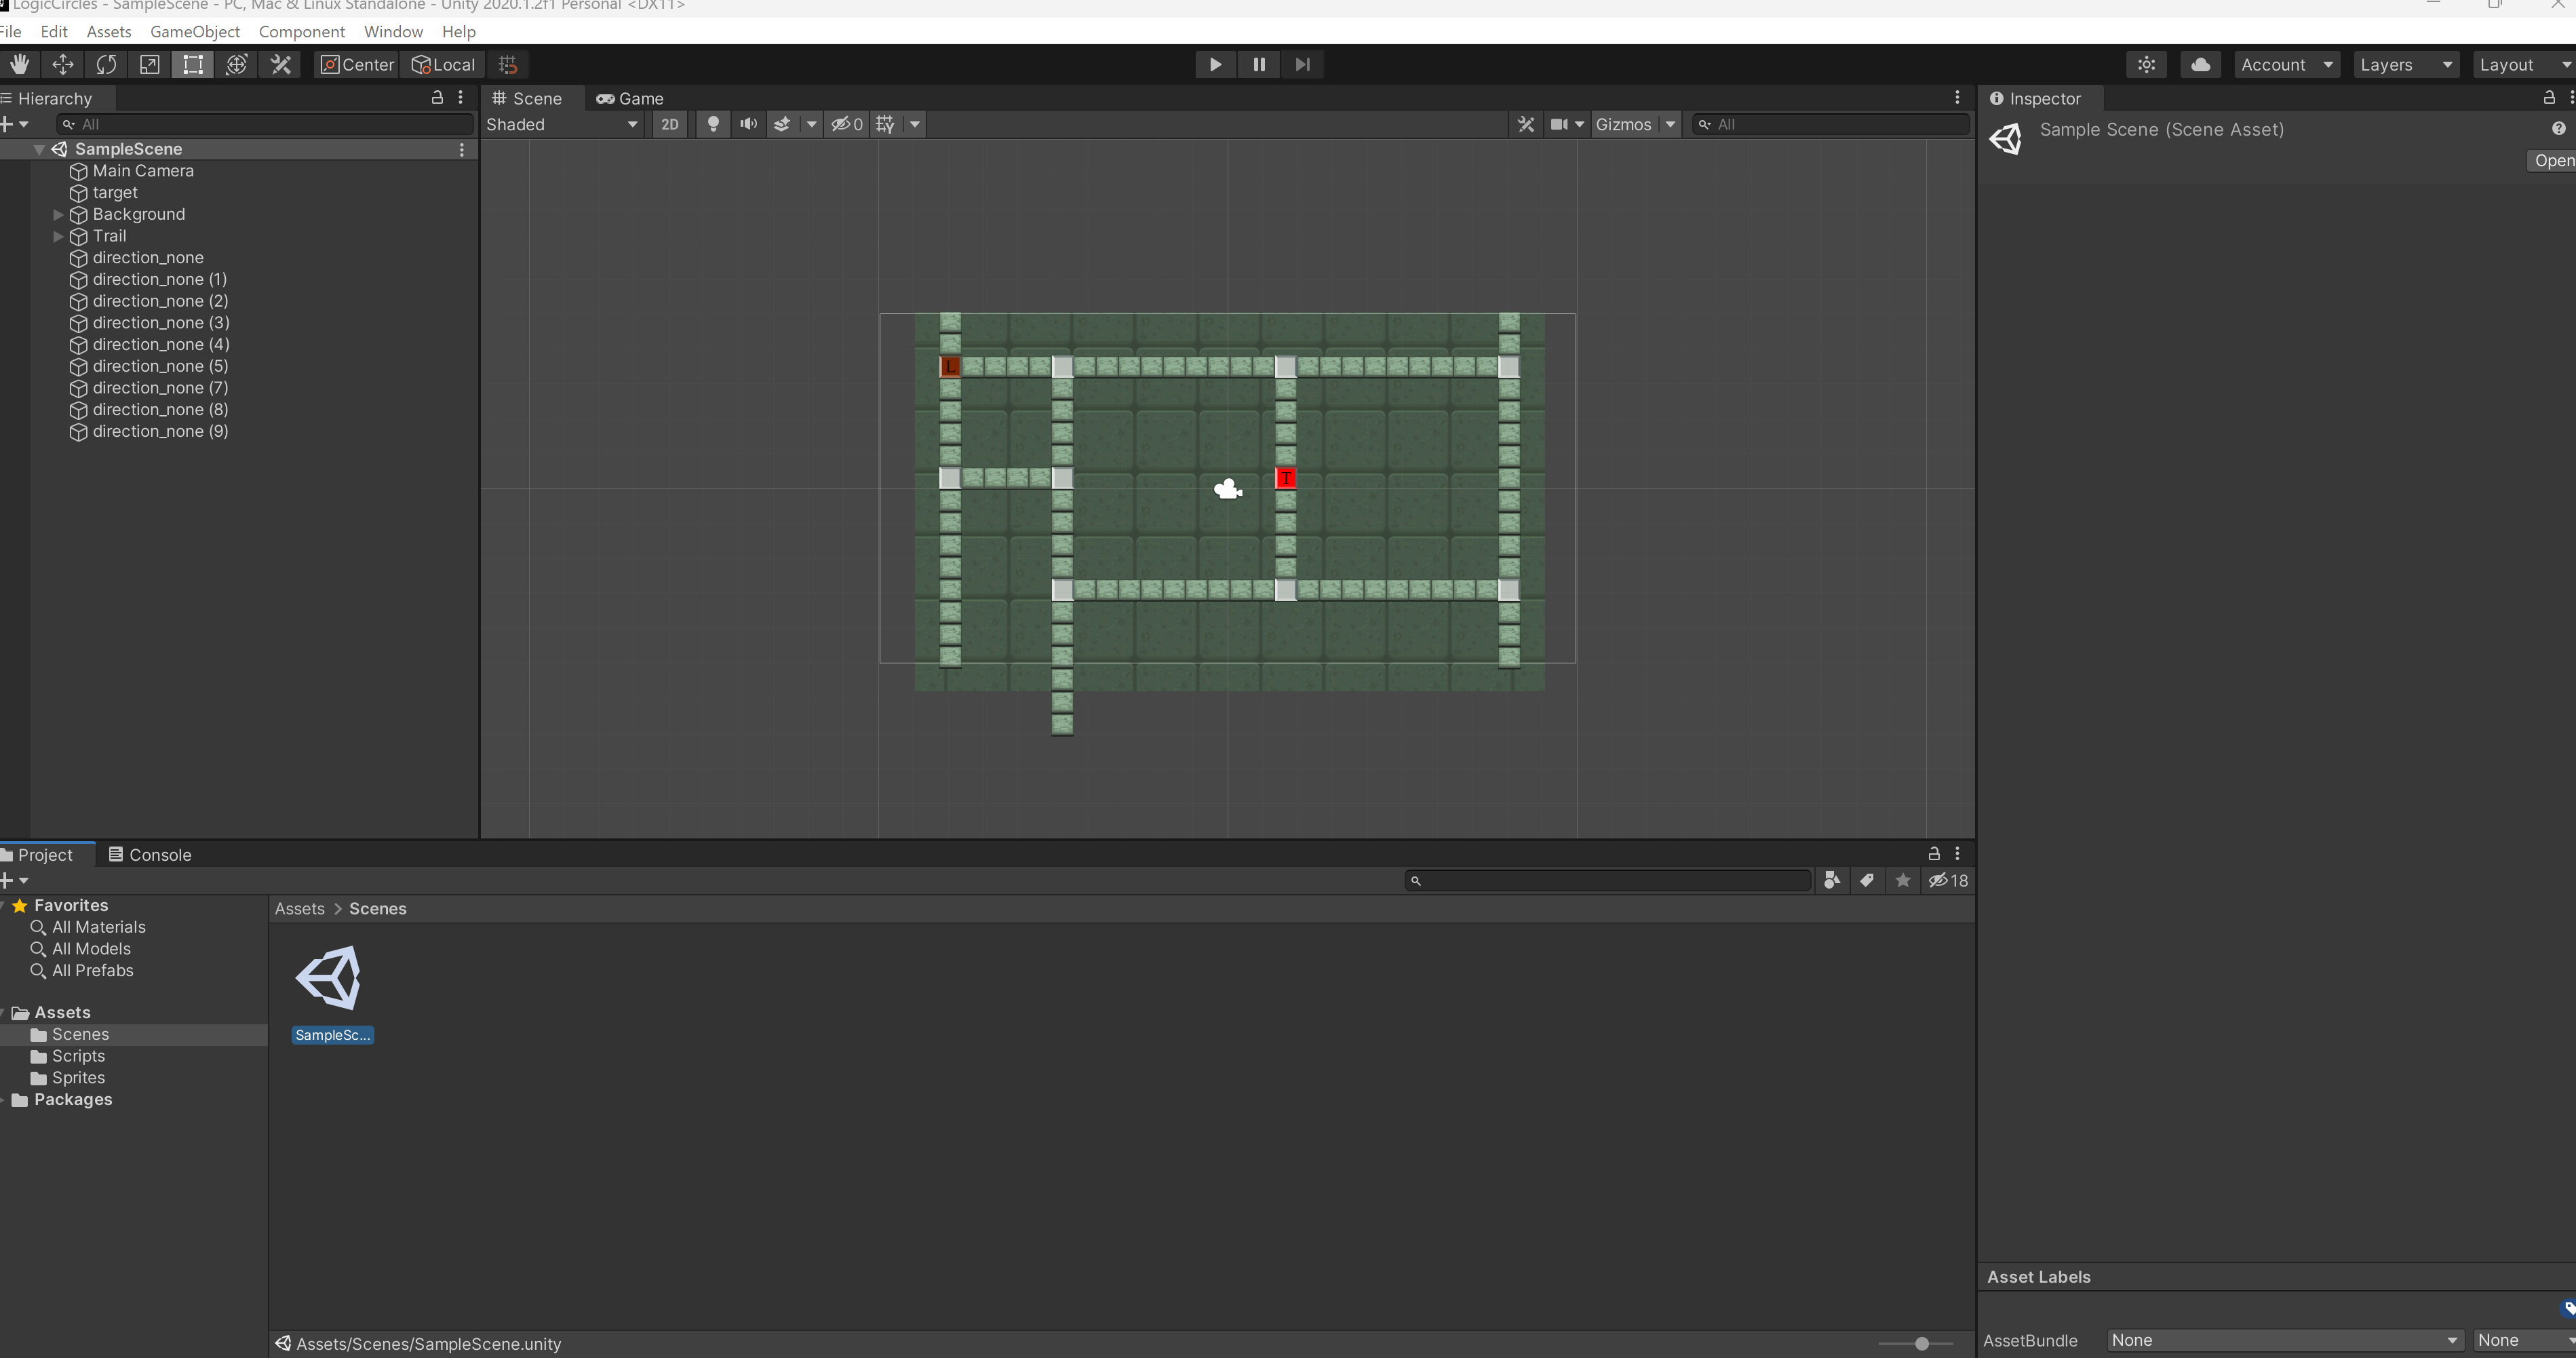 LogicCircles - SampleScene - PC, Mac & Linux Standalone - Unity 2020.1.2f1 Personal <DX11>
File Edit Assets GameObject Component Window Help
Center Local Account Layers Layout
Hierarchy
All
SampleScene
Main Camera
target
Background
Trail
direction_none
direction_none (1)
direction_none (2)
direction_none (3)
direction_none (4)
direction_none (5)
direction_none (7)
direction_none (8)
direction_none (9)
Scene Game
Shaded 2D 0 Gizmos All
L
T
Inspector
Sample Scene (Scene Asset)
Open
Project Console
18
Favorites
All Materials
All Models
All Prefabs
Assets
Scenes
Scripts
Sprites
Packages
Assets > Scenes
SampleSc...
Assets/Scenes/SampleScene.unity
Asset Labels
AssetBundle None None